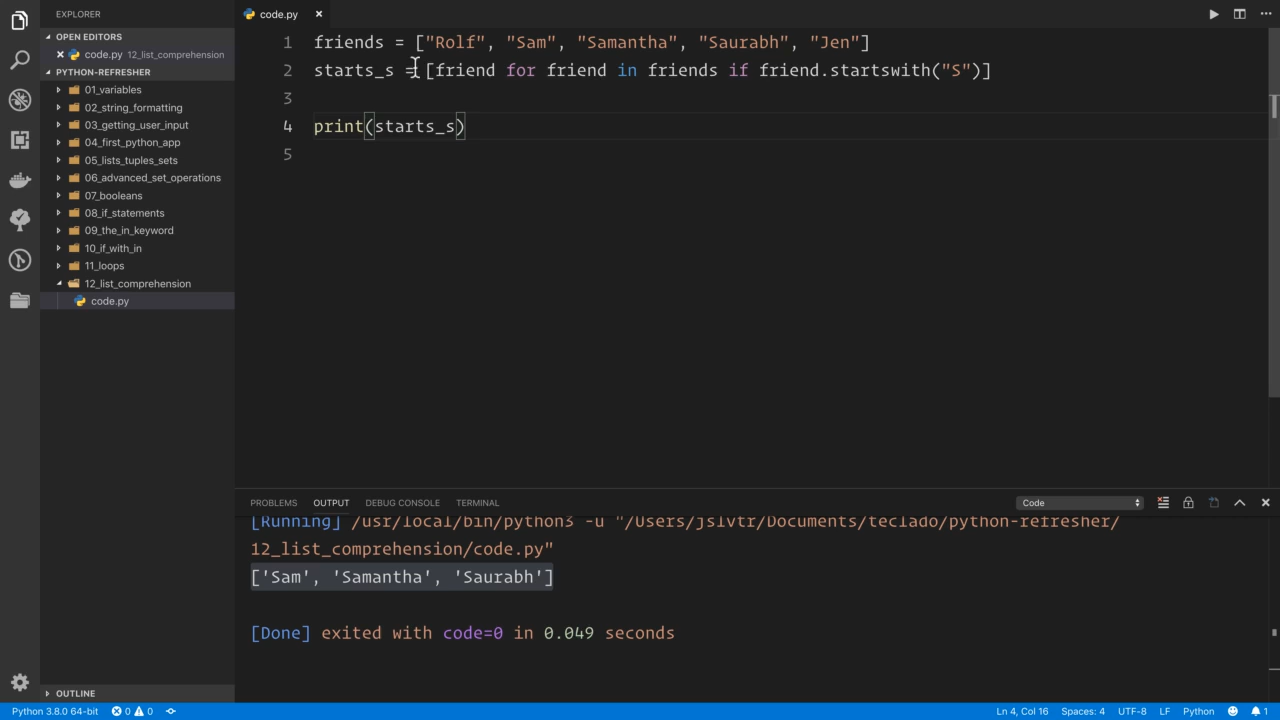 EXPLORER
OPEN EDITORS
code.py 12_list_comprehension
PYTHON-REFRESHER
01_variables
02_string_formatting
03_getting_user_input
04_first_python_app
05_lists_tuples_sets
06_advanced_set_operations
07_booleans
08_if_statements
09_the_in_keyword
10_if_with_in
11_loops
12_list_comprehension
code.py
OUTLINE
code.py
1 friends = ["Rolf", "Sam", "Samantha", "Saurabh", "Jen"]
2 starts_s = [friend for friend in friends if friend.startswith("S")]
3
4 print(starts_s)
5
PROBLEMS OUTPUT DEBUG CONSOLE TERMINAL Code
[Running] /usr/local/bin/python3 -u "/Users/jslvtr/Documents/teclado/python-refresher/
12_list_comprehension/code.py"
['Sam', 'Samantha', 'Saurabh']
[Done] exited with code=0 in 0.049 seconds
Python 3.8.0 64-bit 0 0 Ln 4, Col 16 Spaces: 4 UTF-8 LF Python 1